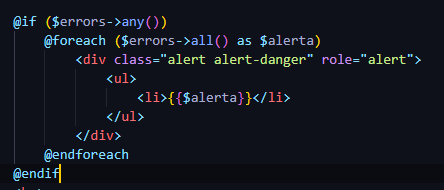 @if ($errors->any())
@foreach ($errors->all() as $alerta)
<div class="alert alert-danger" role="alert">
<ul>
<li>{{$alerta}}</li>
</ul>
</div>
@endforeach
@endif